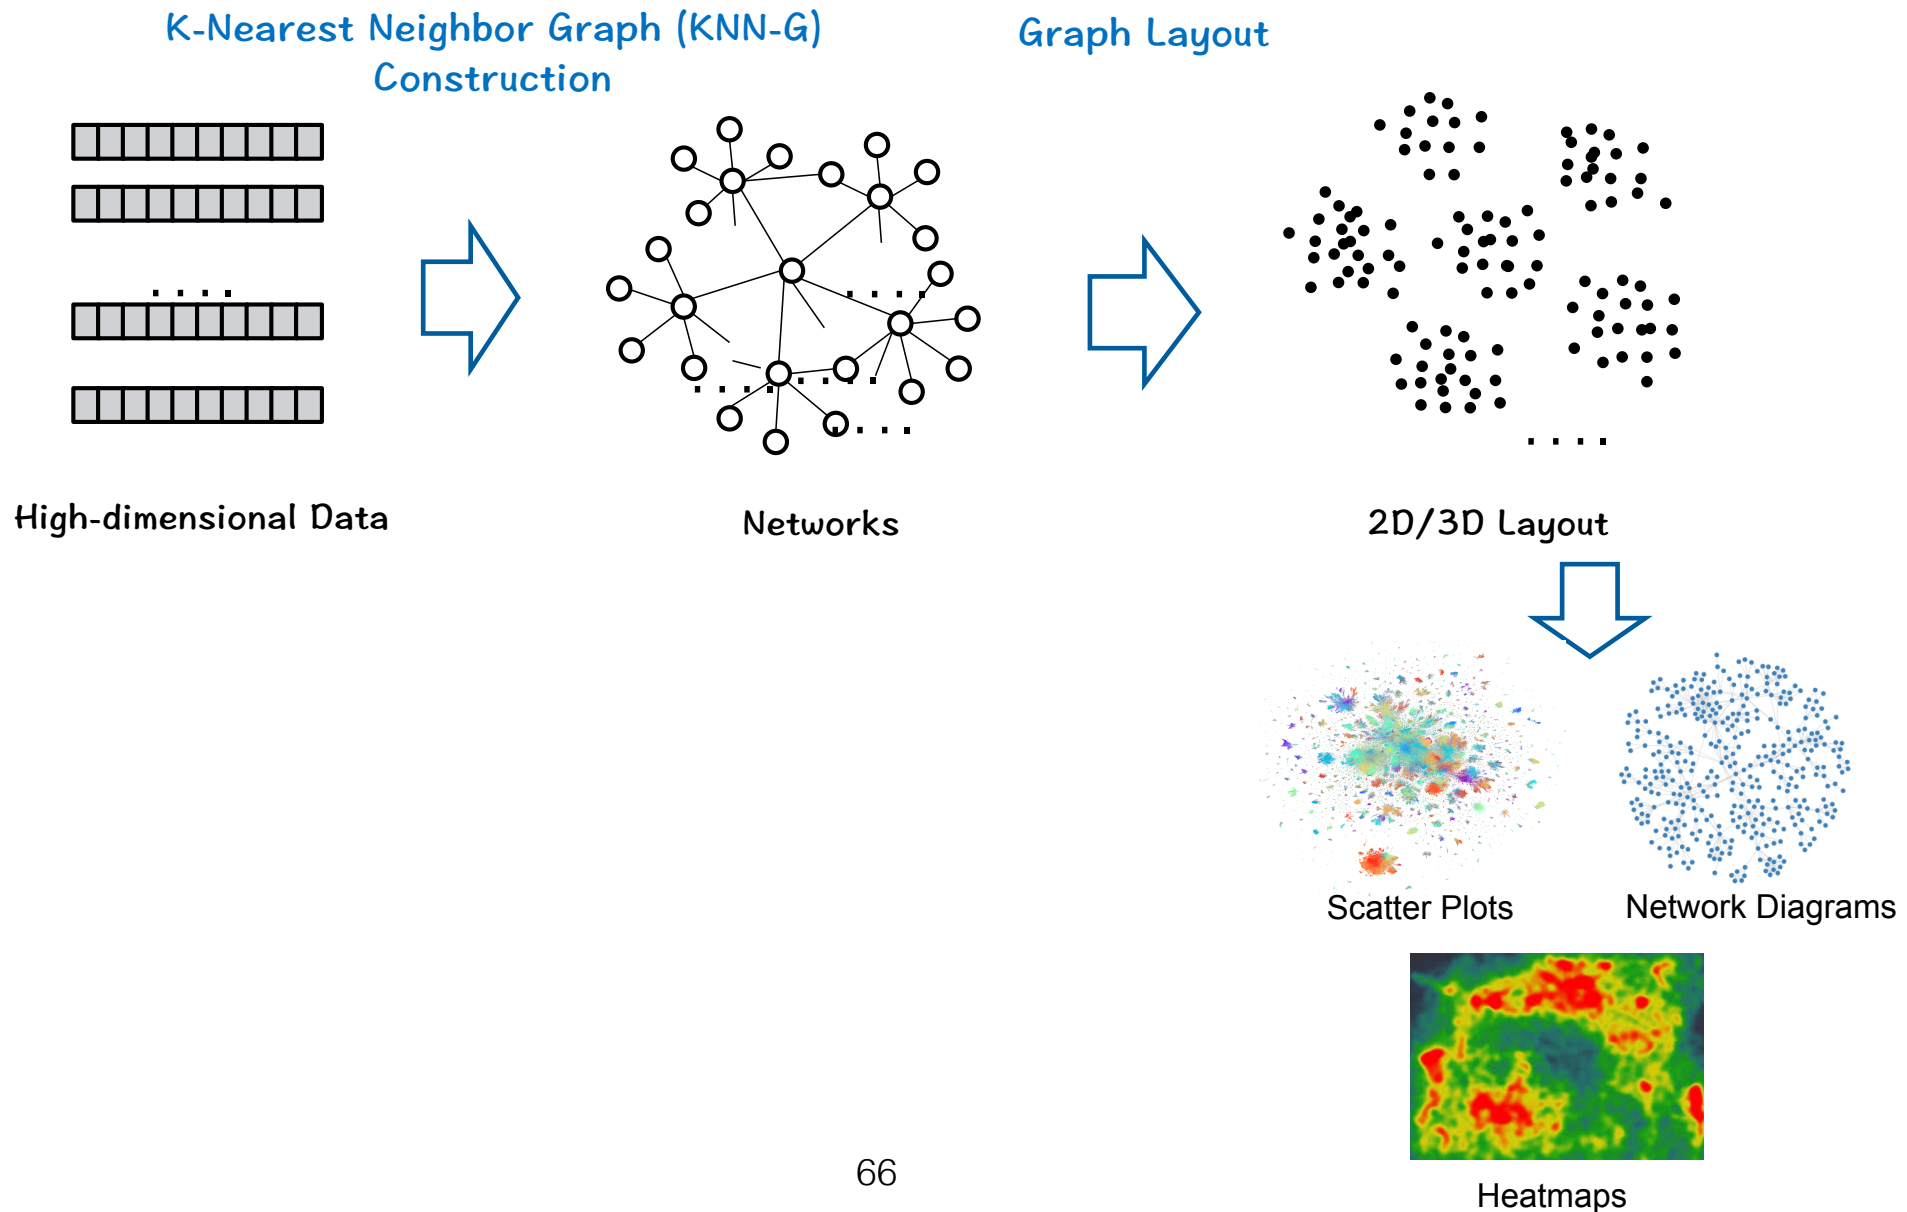 K-Nearest Neighbor Graph (KNN-G)
Construction
Graph Layout
High-dimensional Data
Networks
2D/3D Layout
Scatter Plots
Network Diagrams
Heatmaps
66